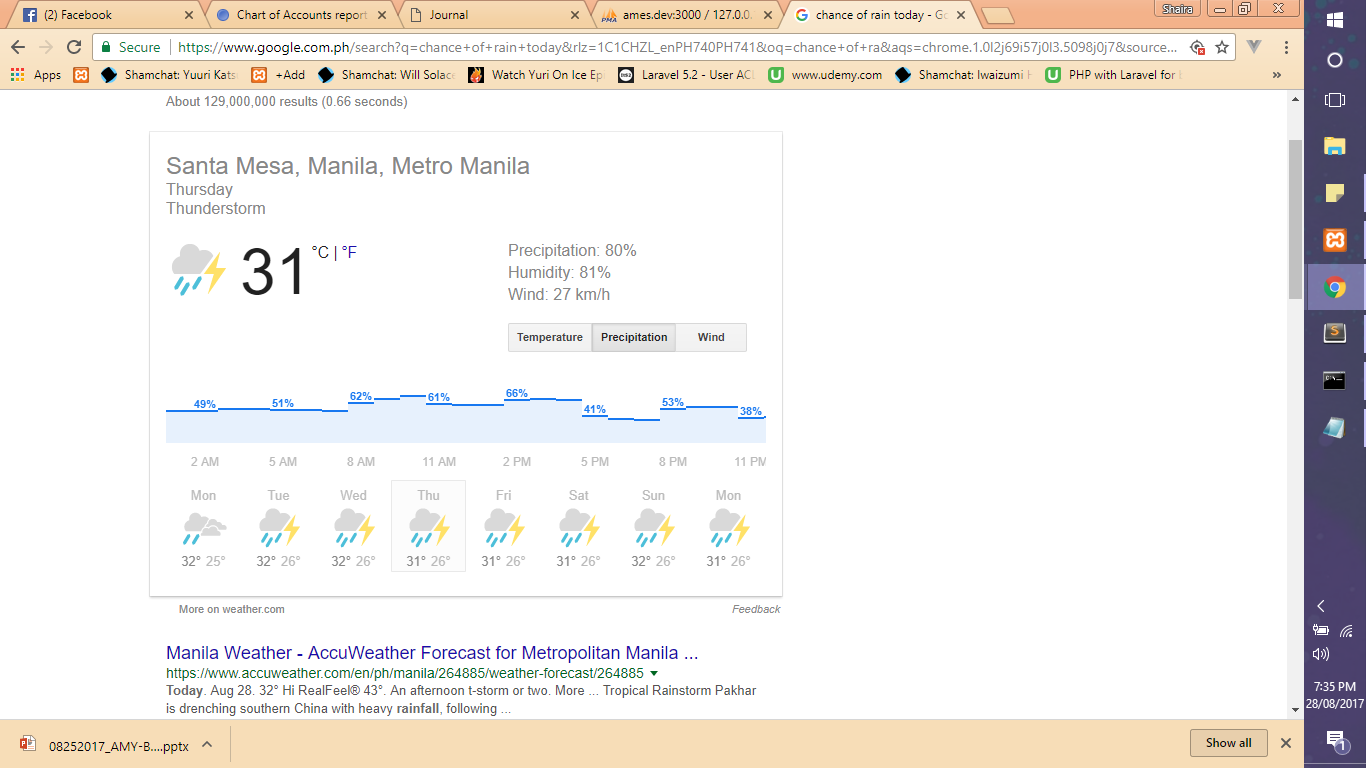 (2) Facebook
Chart of Accounts report
Journal
ames.dev:3000 / 127.0.0.
chance of rain today - Go
Shaira
Secure
https://www.google.com.ph/search?q=chance+of+rain+today&rlz=1C1CHZL_enPH740PH741&oq=chance+of+ra&aqs=chrome.1.0l2j69i57j0l3.5098j0j7&source...
Apps
Shamchat: Yuuri Kats
+Add
Shamchat: Will Solace
Watch Yuri On Ice Ep
Laravel 5.2 - User ACL
www.udemy.com
Shamchat: Iwaizumi
PHP with Laravel for
»
About 129,000,000 results (0.66 seconds)
Santa Mesa, Manila, Metro Manila
Thursday
Thunderstorm
31 °C | °F
Precipitation: 80%
Humidity: 81%
Wind: 27 km/h
Temperature Precipitation Wind
49% 51% 62% 61% 66% 41% 53% 38%
2 AM 5 AM 8 AM 11 AM 2 PM 5 PM 8 PM 11 PM
Mon Tue Wed Thu Fri Sat Sun Mon
32° 25° 32° 26° 32° 26° 31° 26° 31° 26° 31° 26° 32° 26° 31° 26°
More on weather.com
Feedback
Manila Weather - AccuWeather Forecast for Metropolitan Manila ...
https://www.accuweather.com/en/ph/manila/264885/weather-forecast/264885
Today. Aug 28. 32° Hi RealFeel® 43°. An afternoon t-storm or two. More ... Tropical Rainstorm Pakhar
is drenching southern China with heavy rainfall, following ...
08252017_AMY-B....pptx
Show all
7:35 PM
28/08/2017
1